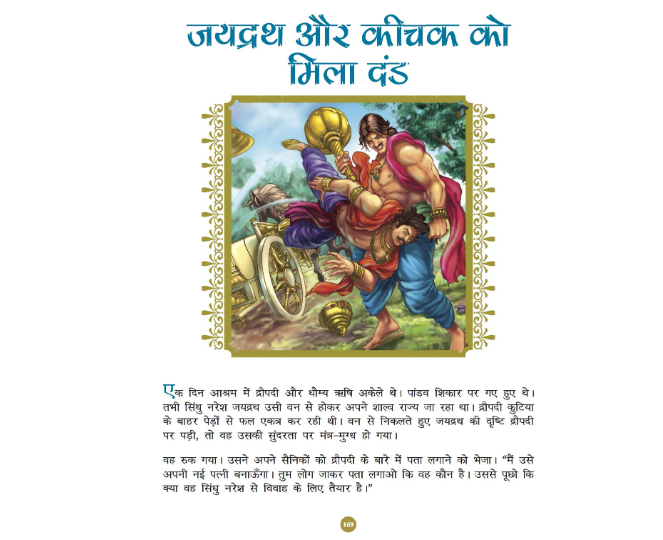 जयद्रथ और कीचक को
मिला दंड
एक दिन आश्रम में द्रौपदी और धौम्य ऋषि अकेले थे। पांडव शिकार पर गए हुए थे।
तभी सिंधु नरेश जयद्रथ उसी वन से होकर अपने शाल्व राज्य जा रहा था। द्रौपदी कुटिया
के बाहर पेड़ों से फल एकत्र कर रही थी। वन से निकलते हुए जयद्रथ की दृष्टि द्रौपदी
पर पड़ी, तो वह उसकी सुंदरता पर मंत्र-मुग्ध हो गया।
वह रुक गया। उसने अपने सैनिकों को द्रौपदी के बारे में पता लगाने को भेजा। “मैं उसे
अपनी नई पत्नी बनाऊँगा। तुम लोग जाकर पता लगाओ कि वह कौन है। उससे पूछो कि
क्या वह सिंधु नरेश से विवाह के लिए तैयार है।”
169